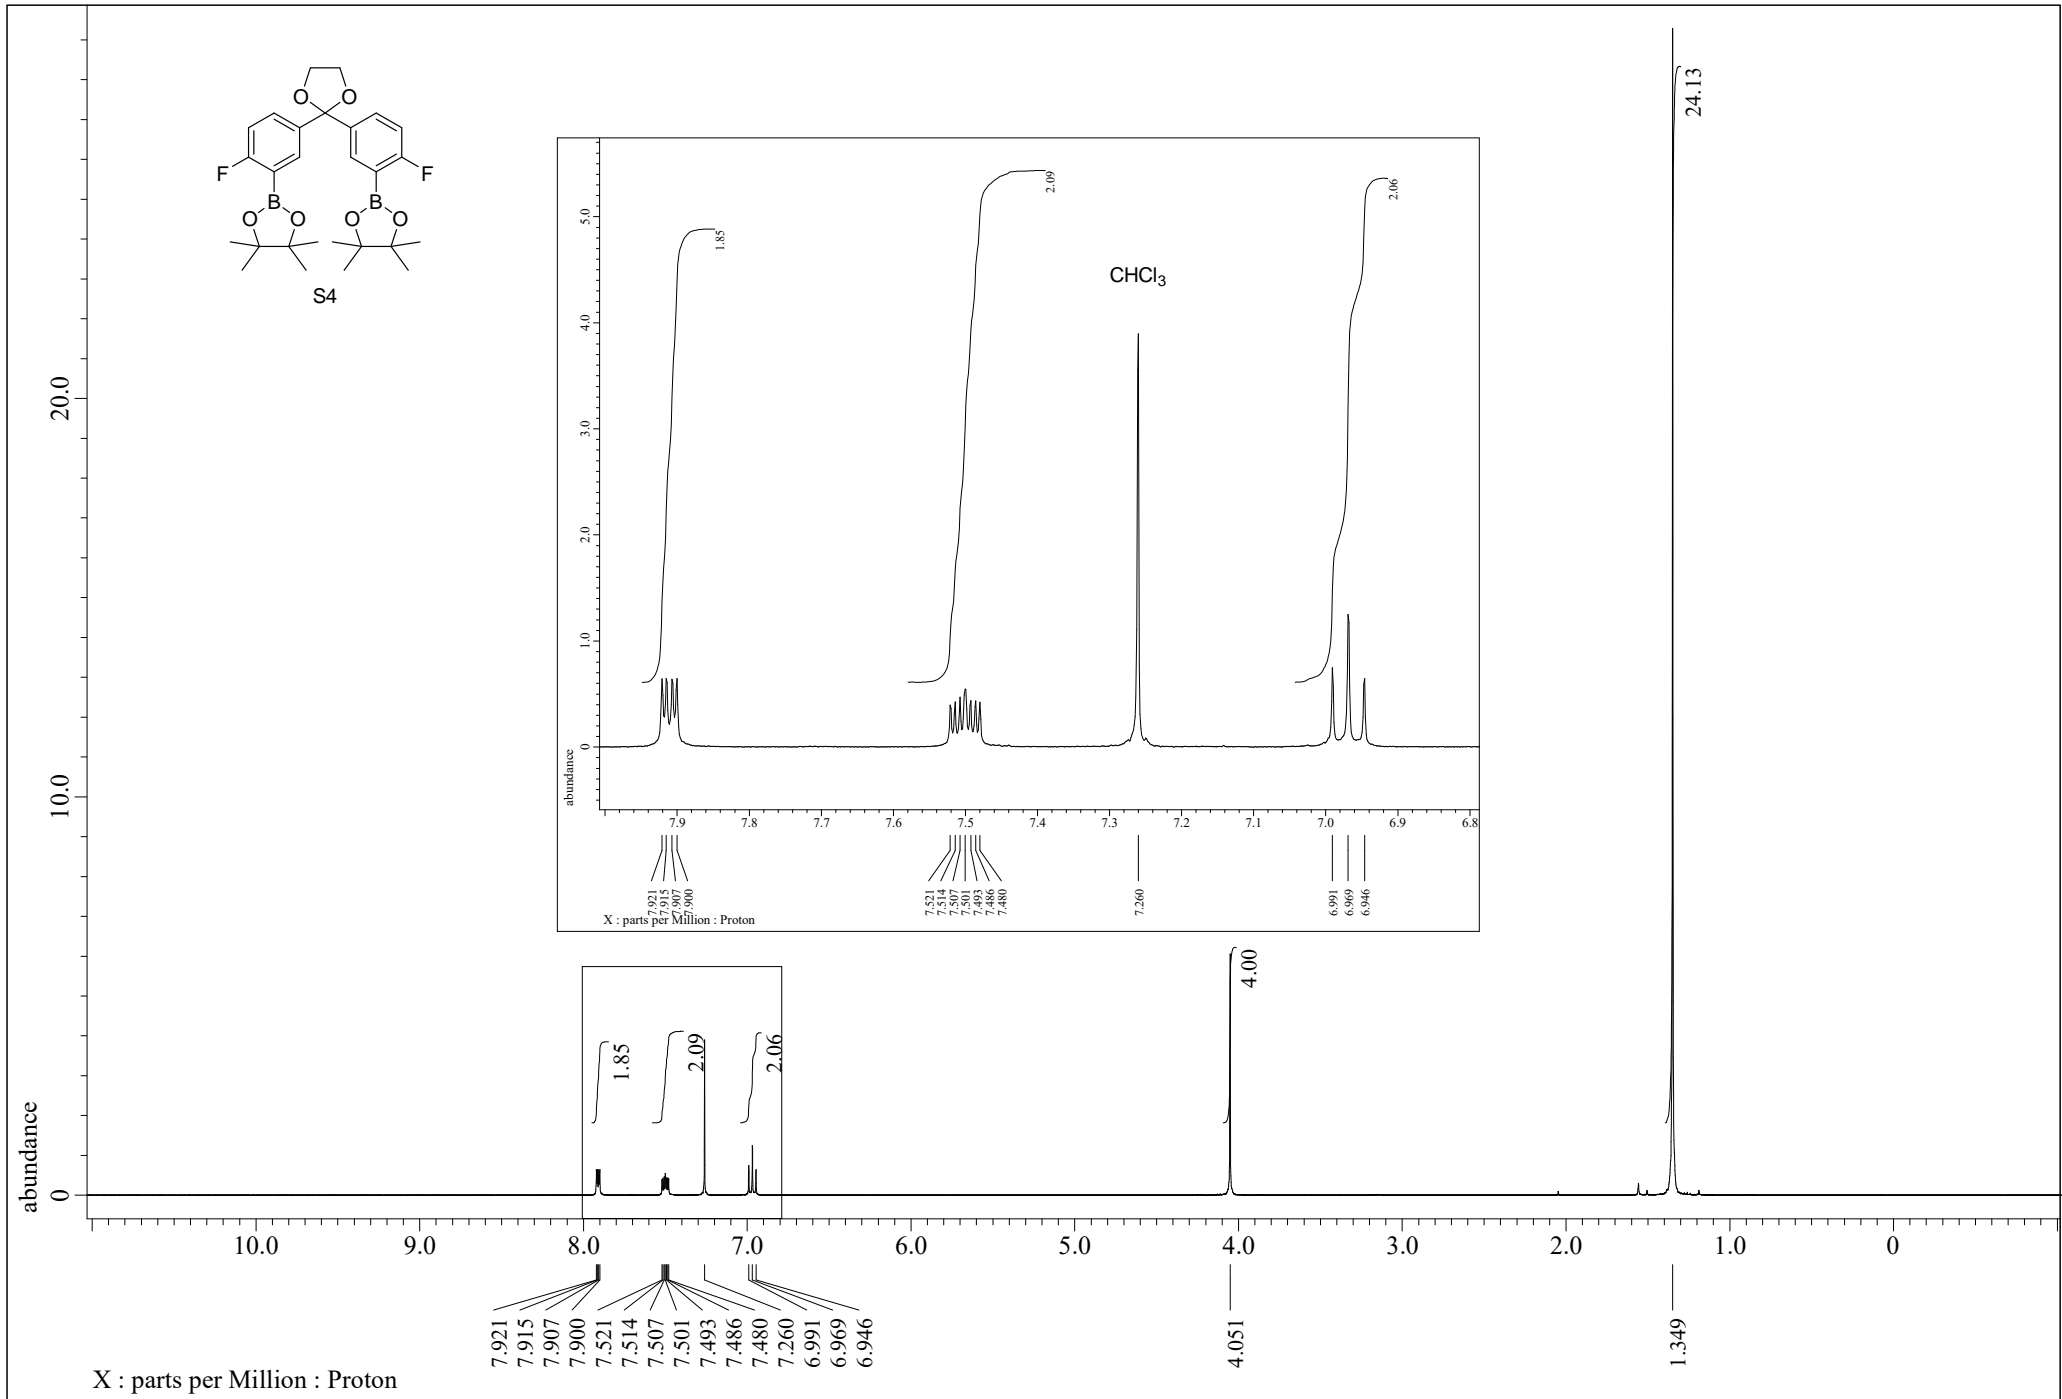 O O
F F
B B
O O O O
S4
24.13
20.0
10.0
0
abundance
5.0
4.0
3.0
2.0
1.0
0
abundance
1.85
2.09
CHCl3
2.06
7.9 7.8 7.7 7.6 7.5 7.4 7.3 7.2 7.1 7.0 6.9 6.8
7.921 7.915 7.907 7.900 7.521 7.514 7.507 7.501 7.493 7.486 7.480 7.260 6.991 6.969 6.946
X : parts per Million : Proton
1.85
2.09
2.06
4.00
10.0 9.0 8.0 7.0 6.0 5.0 4.0 3.0 2.0 1.0 0
7.921 7.915 7.907 7.900 7.521 7.514 7.507 7.501 7.493 7.486 7.480 7.260 6.991 6.969 6.946 4.051 1.349
X : parts per Million : Proton